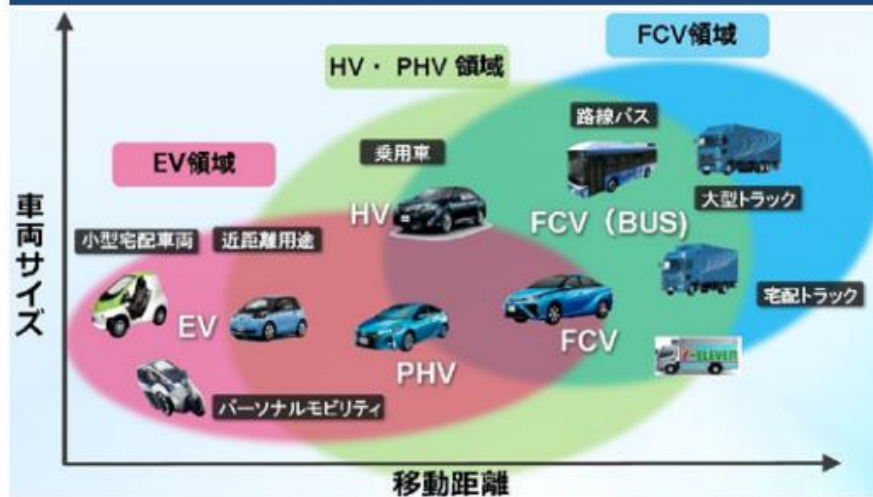 FCV領域
HV・PHV 領域
EV領域
路線バス
乗用車
大型トラック
HV
FCV（BUS)
小型宅配車両
近距離用途
宅配トラック
EV
PHV
FCV
パーソナルモビリティ
車両サイズ
移動距離